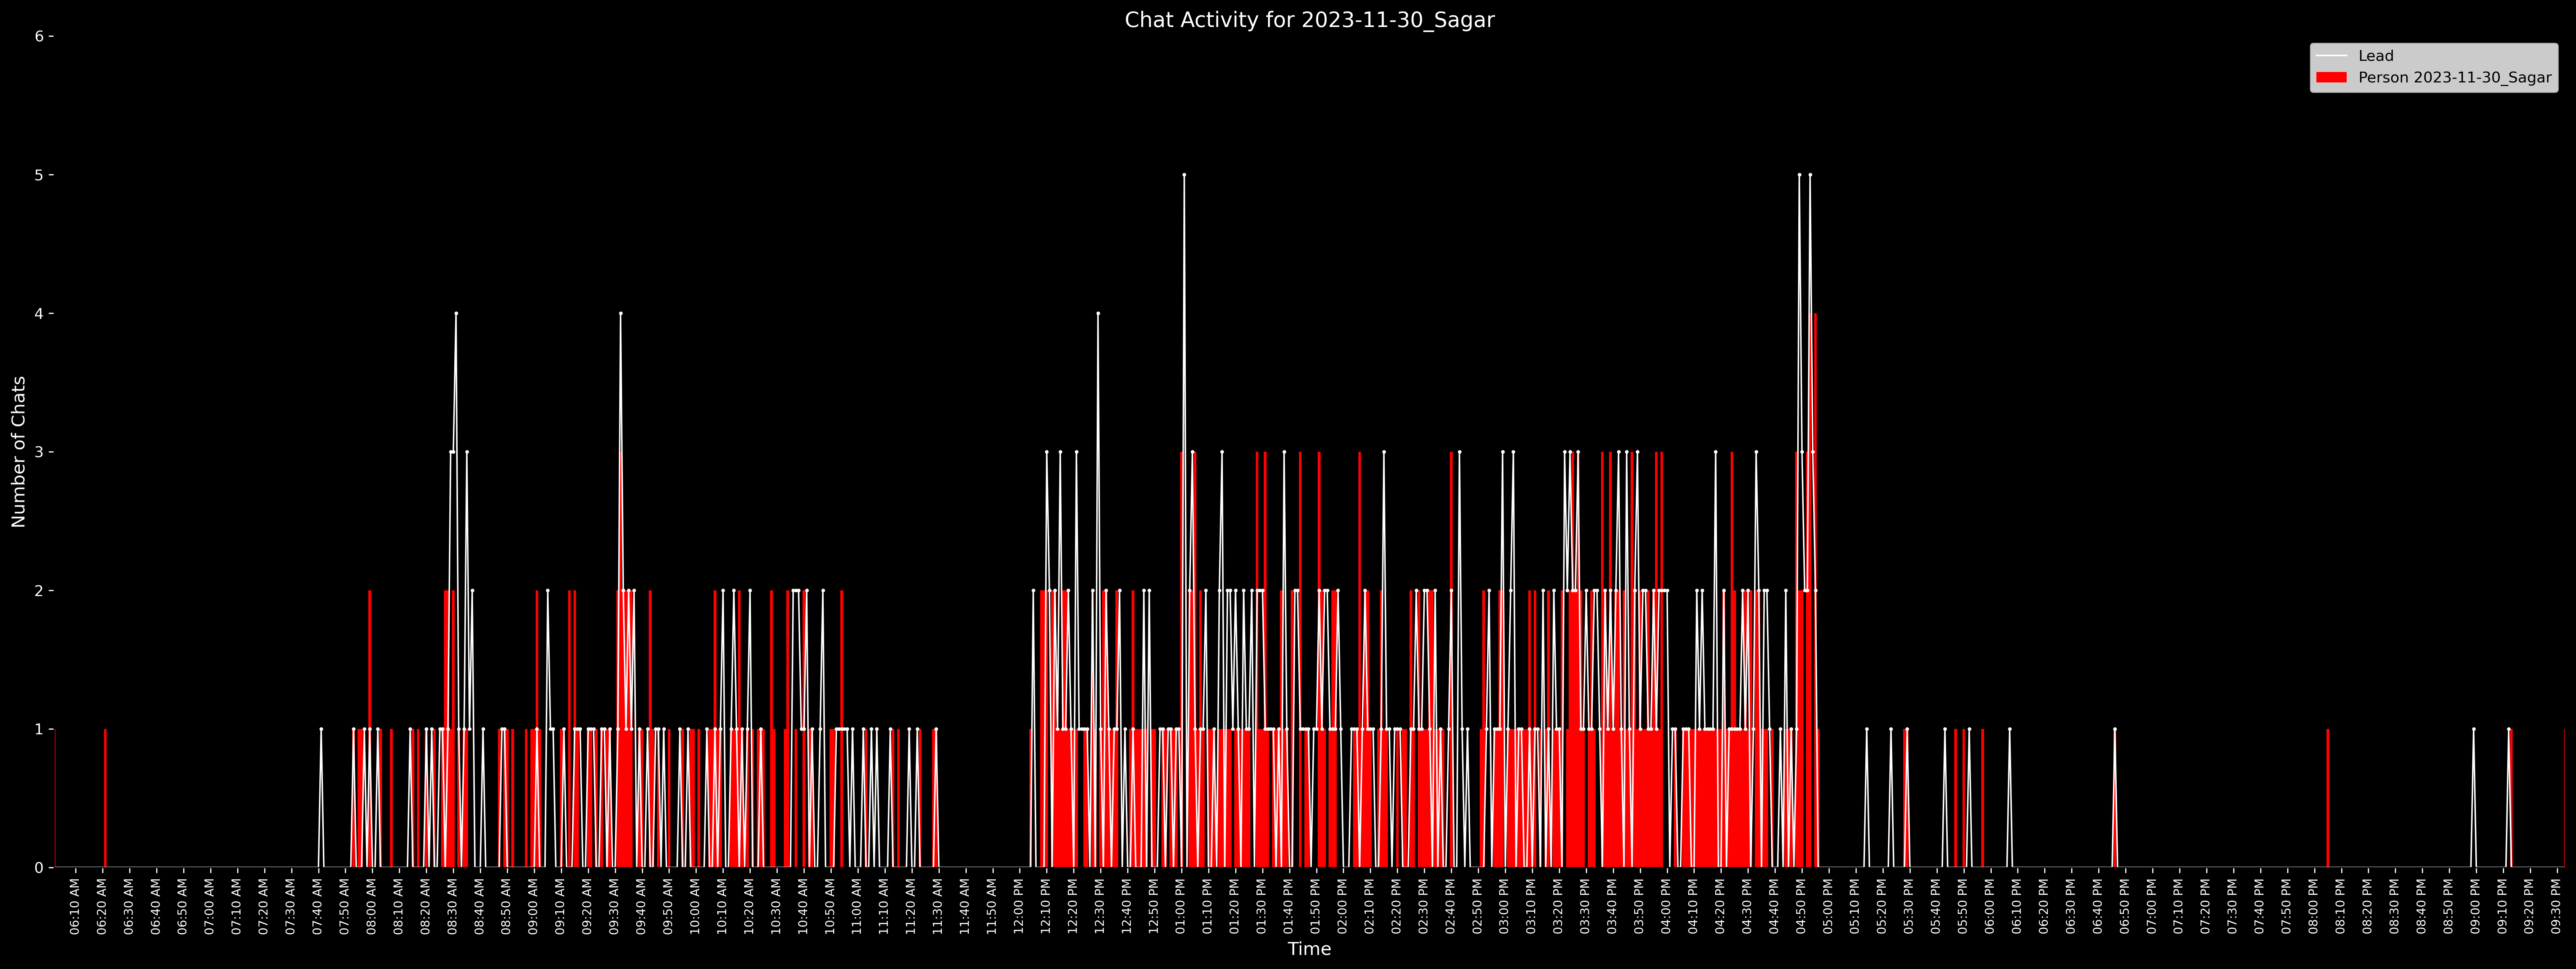 Chat Activity for 2023-11-30_Sagar
Lead
Person 2023-11-30_Sagar
Number of Chats
6
5
4
3
2
1
0
06:10 AM
06:20 AM
06:30 AM
06:40 AM
06:50 AM
07:00 AM
07:10 AM
07:20 AM
07:30 AM
07:40 AM
07:50 AM
08:00 AM
08:10 AM
08:20 AM
08:30 AM
08:40 AM
08:50 AM
09:00 AM
09:10 AM
09:20 AM
09:30 AM
09:40 AM
09:50 AM
10:00 AM
10:10 AM
10:20 AM
10:30 AM
10:40 AM
10:50 AM
11:00 AM
11:10 AM
11:20 AM
11:30 AM
11:40 AM
11:50 AM
12:00 PM
12:10 PM
12:20 PM
12:30 PM
12:40 PM
12:50 PM
01:00 PM
01:10 PM
01:20 PM
01:30 PM
01:40 PM
01:50 PM
02:00 PM
02:10 PM
02:20 PM
02:30 PM
02:40 PM
02:50 PM
03:00 PM
03:10 PM
03:20 PM
03:30 PM
03:40 PM
03:50 PM
04:00 PM
04:10 PM
04:20 PM
04:30 PM
04:40 PM
04:50 PM
05:00 PM
05:10 PM
05:20 PM
05:30 PM
05:40 PM
05:50 PM
06:00 PM
06:10 PM
06:20 PM
06:30 PM
06:40 PM
06:50 PM
07:00 PM
07:10 PM
07:20 PM
07:30 PM
07:40 PM
07:50 PM
08:00 PM
08:10 PM
08:20 PM
08:30 PM
08:40 PM
08:50 PM
09:00 PM
09:10 PM
09:20 PM
09:30 PM
Time